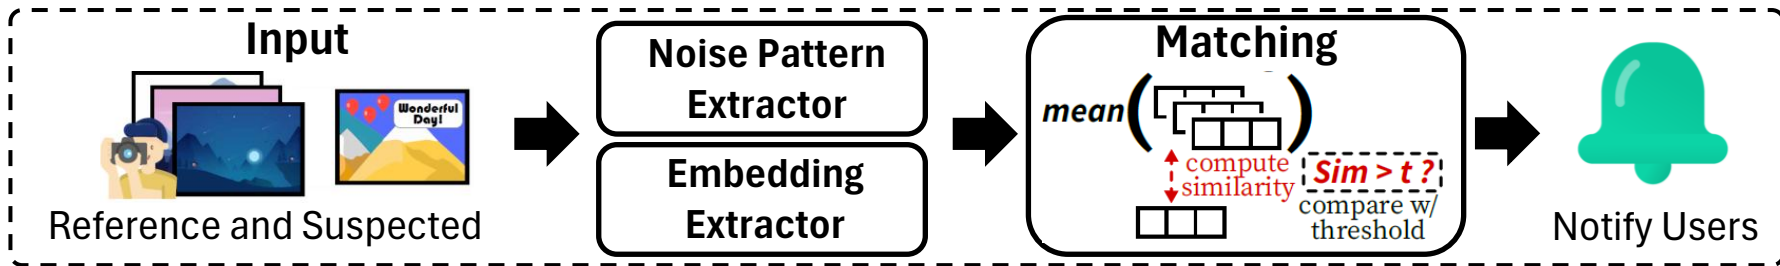 Input
Wonderful
Day!
Reference and Suspected
Noise Pattern
Extractor
Embedding
Extractor
Matching
mean( )
compute
similarity
Sim > t ?
compare w/
threshold
Notify Users